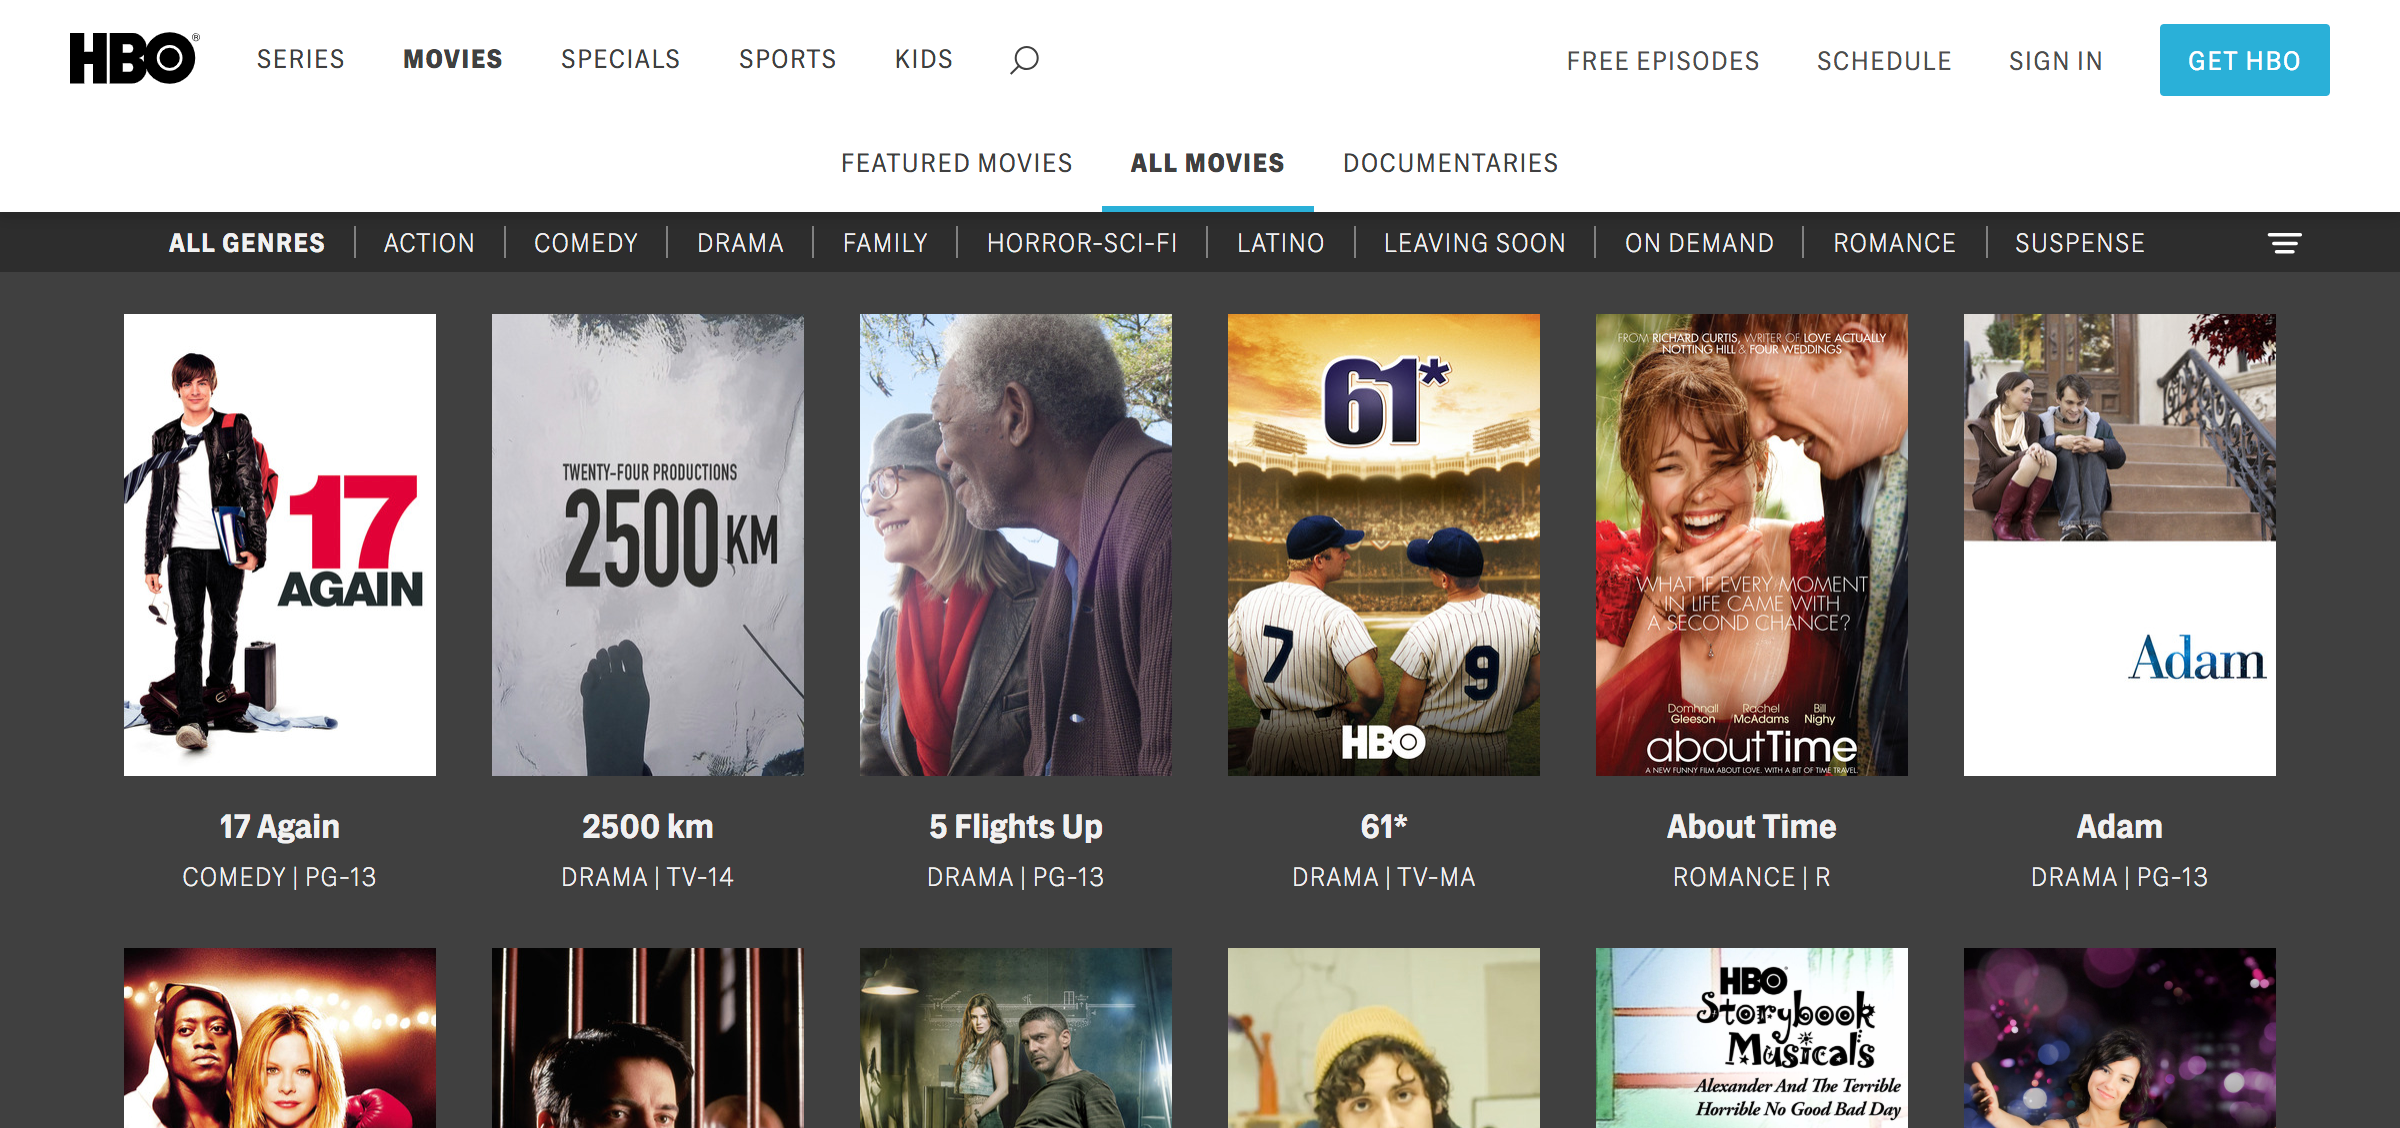 HBO®
SERIES MOVIES SPECIALS SPORTS KIDS
FREE EPISODES SCHEDULE SIGN IN GET HBO
FEATURED MOVIES ALL MOVIES DOCUMENTARIES
ALL GENRES | ACTION | COMEDY | DRAMA | FAMILY | HORROR-SCI-FI | LATINO | LEAVING SOON | ON DEMAND | ROMANCE | SUSPENSE
17
AGAIN
TWENTY-FOUR PRODUCTIONS
2500 KM
61*
7 9
HBO
FROM RICHARD CURTIS, WRITER OF LOVE ACTUALLY
NOTTING HILL & FOUR WEDDINGS
WHAT IF EVERY MOMENT
IN LIFE CAME WITH
A SECOND CHANCE?
Domhnall Rachel Bill
Gleeson McAdams Nighy
aboutTime
A NEW FUNNY FILM ABOUT LOVE. WITH A BIT OF TIME TRAVEL.
Adam
17 Again
COMEDY | PG-13
2500 km
DRAMA | TV-14
5 Flights Up
DRAMA | PG-13
61*
DRAMA | TV-MA
About Time
ROMANCE | R
Adam
DRAMA | PG-13
HBO
Storybook
Musicals
Alexander And The Terrible
Horrible No Good Bad Day